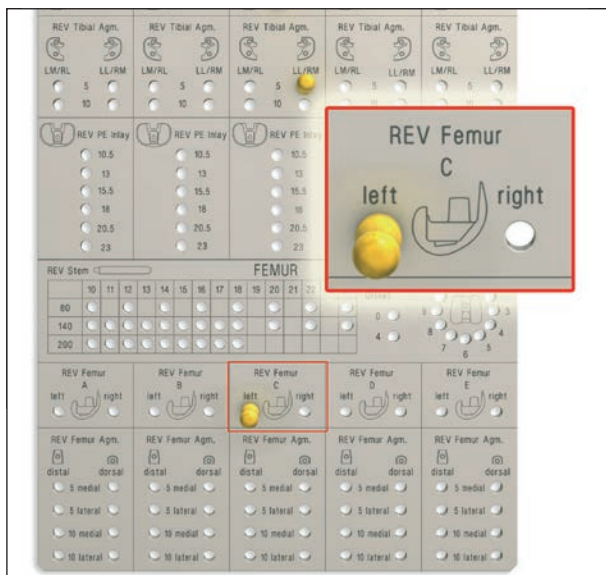 REV Tibial Agm. REV Tibial Agm. REV Tibial Agm. REV Tibial Agm. REV Tibial Agm.
LM/RL LL/RM LM/RL LL/RM LM/RL LL/RM LM/RL LL/RM LM/RL LL/RM
5 5 5 5 5
10 10 10 10 10
REV PE Inlay REV PE Inlay REV PE Inlay
10.5 10.5 10.5
13 13 13
15.5 15.5 15.5
18 18 18
20.5 20.5 20.5
23 23 23
REV Femur
C
left right
REV Stem FEMUR
10 11 12 13 14 15 16 17 18 19 20 21 22
80
140
200
0
4
9 8 7 6 5 4 3
REV Femur REV Femur REV Femur REV Femur REV Femur
A B C D E
left right left right left right left right left right
REV Femur Agm. REV Femur Agm. REV Femur Agm. REV Femur Agm. REV Femur Agm.
distal dorsal distal dorsal distal dorsal distal dorsal distal dorsal
5 medial 5 medial 5 medial 5 medial 5 medial
5 lateral 5 lateral 5 lateral 5 lateral 5 lateral
10 medial 10 medial 10 medial 10 medial 10 medial
10 lateral 10 lateral 10 lateral 10 lateral 10 lateral